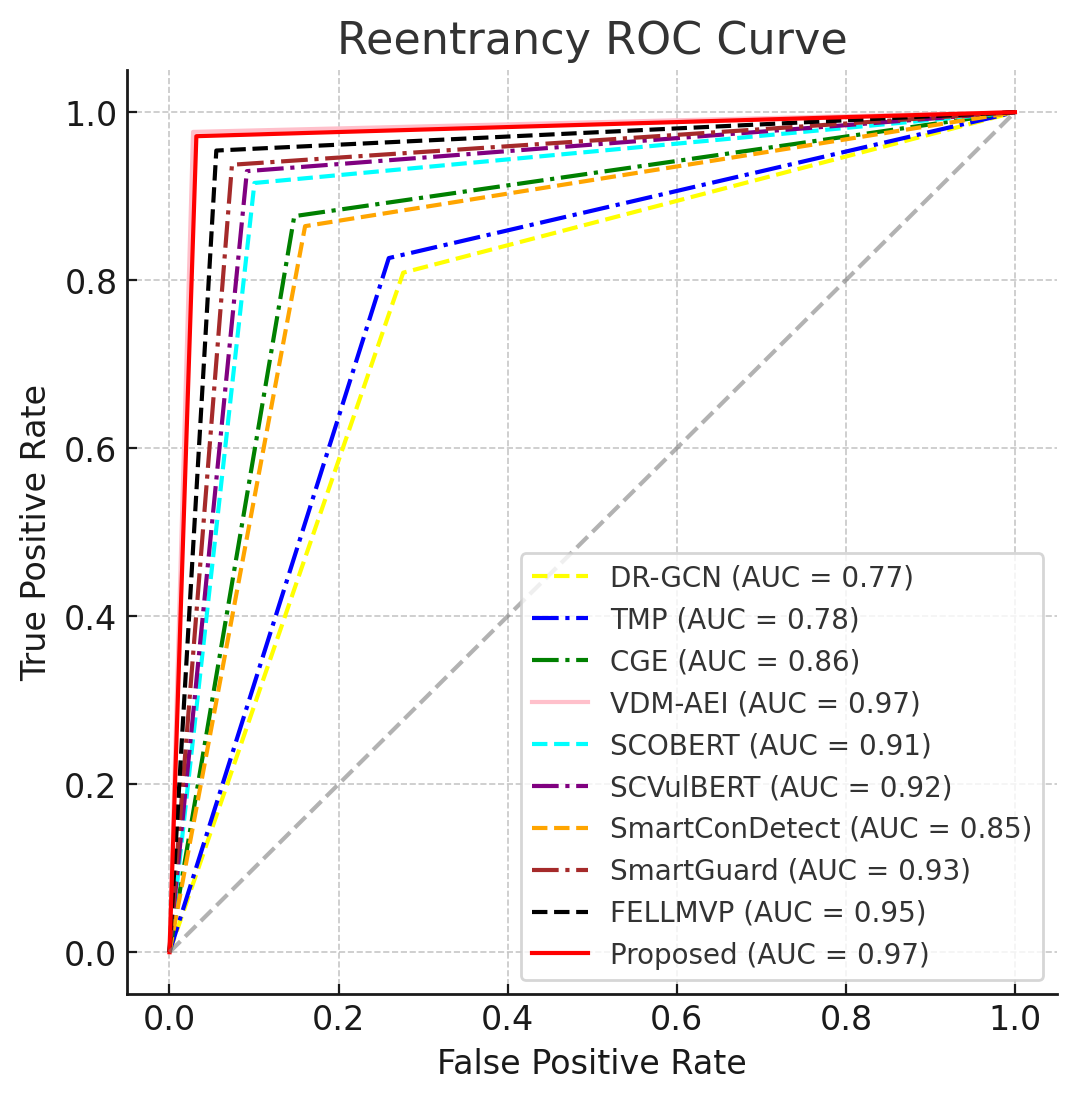 Reentrancy ROC Curve
1.0
0.8
0.6
0.4
0.2
0.0
True Positive Rate
DR-GCN (AUC = 0.77)
TMP (AUC = 0.78)
CGE (AUC = 0.86)
VDM-AEI (AUC = 0.97)
SCOBERT (AUC = 0.91)
SCVulBERT (AUC = 0.92)
SmartConDetect (AUC = 0.85)
SmartGuard (AUC = 0.93)
FELLMVP (AUC = 0.95)
Proposed (AUC = 0.97)
0.0 0.2 0.4 0.6 0.8 1.0
False Positive Rate